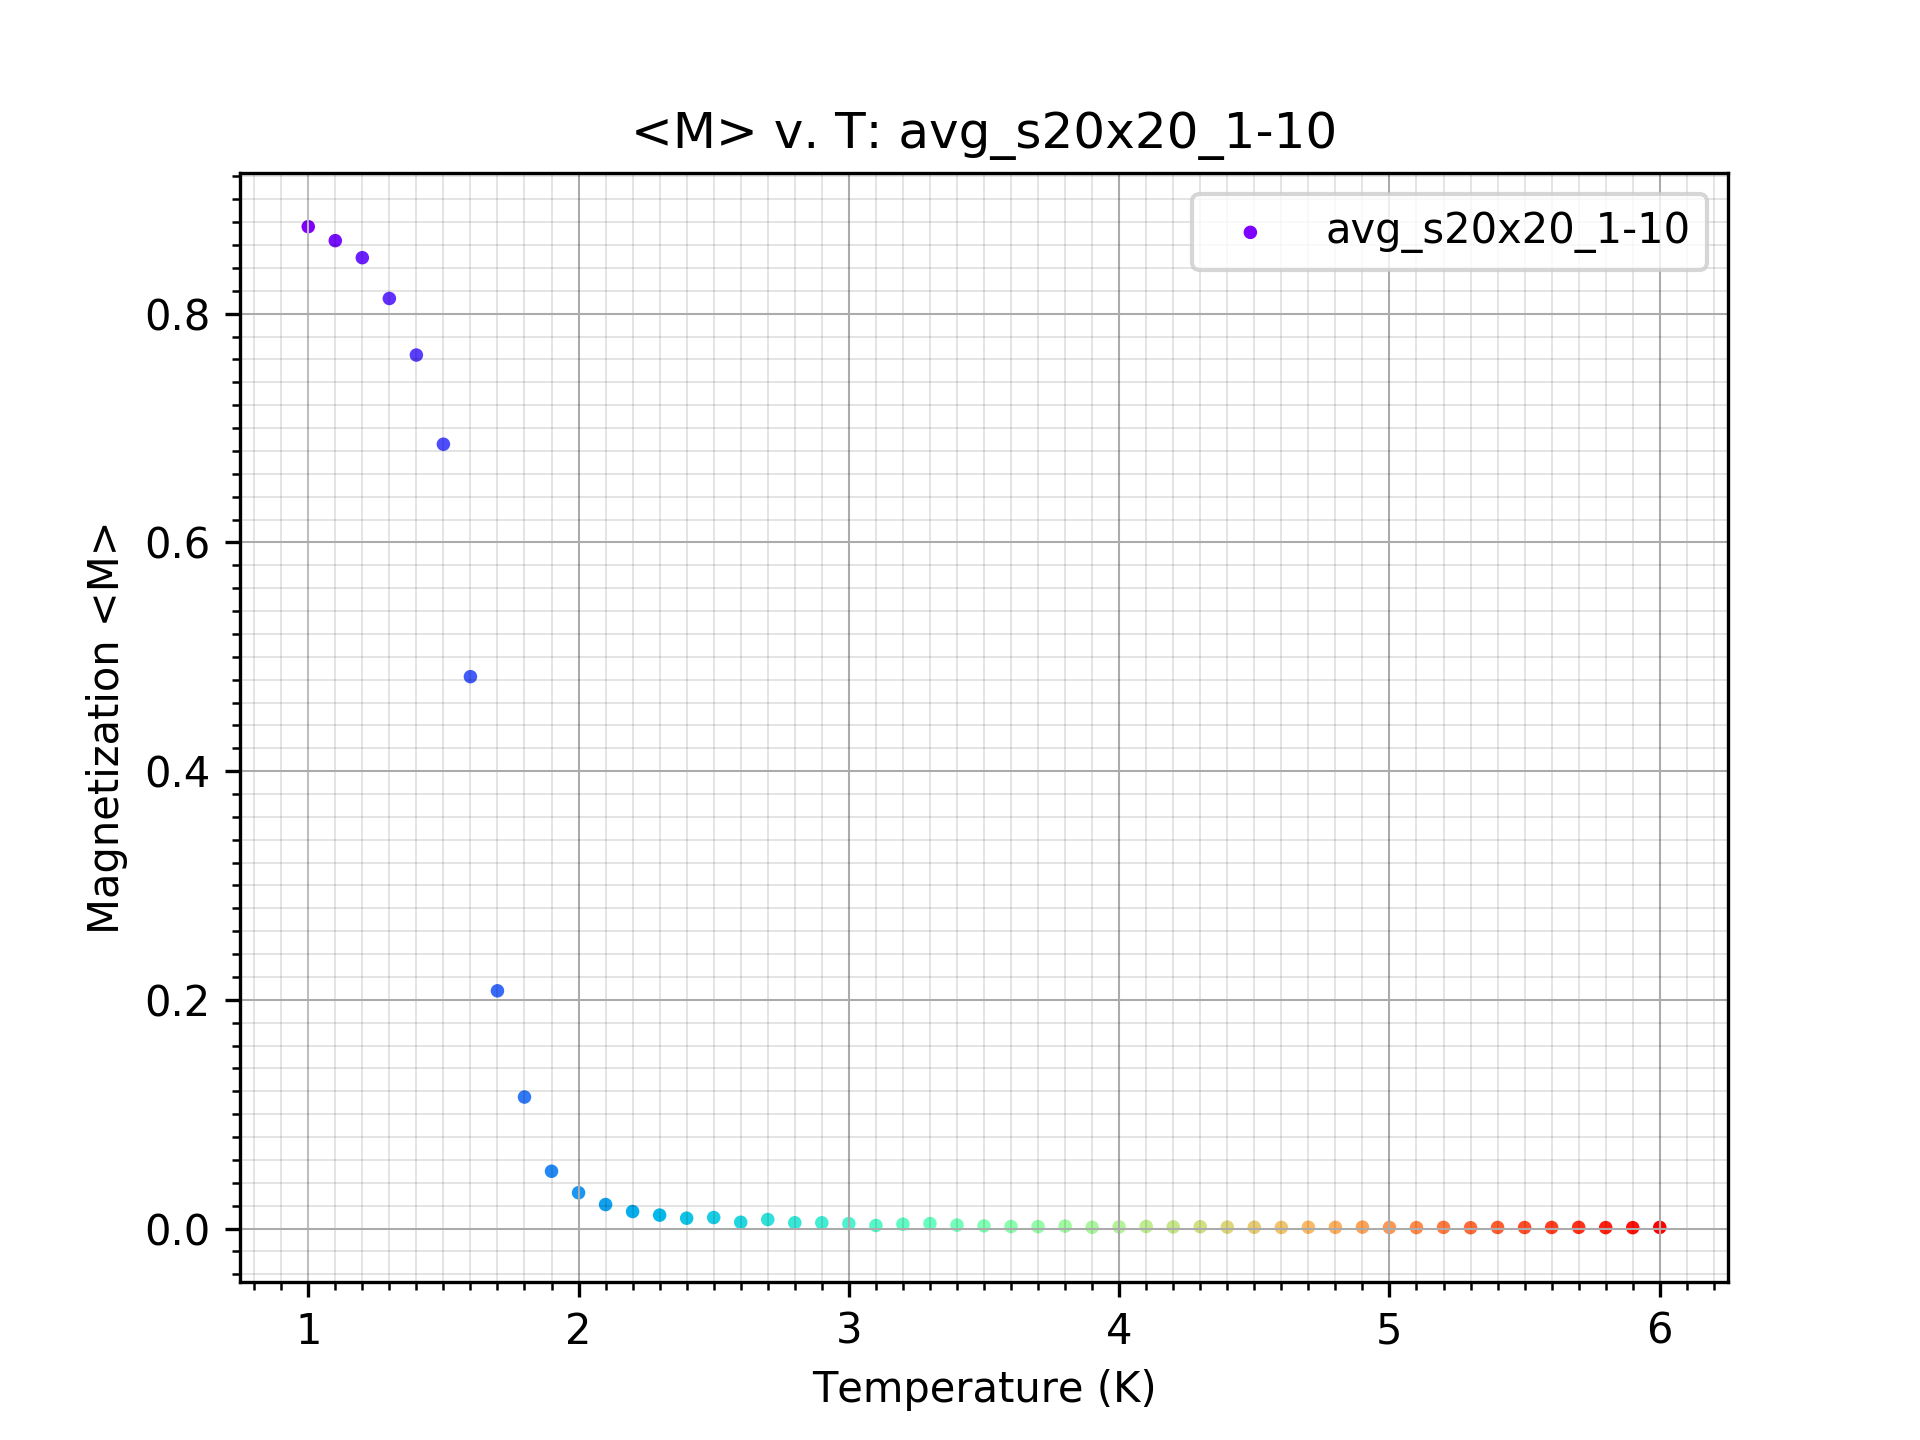 <M> v. T: avg_s20x20_1-10
avg_s20x20_1-10
Magnetization <M>
0.8
0.6
0.4
0.2
0.0
1 2 3 4 5 6
Temperature (K)